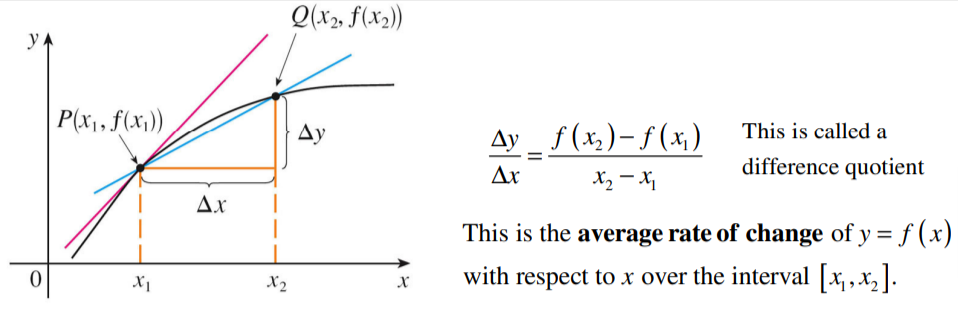 Q(x₂, f(x₂))
y
P(x₁, f(x₁))
Δy
Δx
0
x₁
x₂
x
Δy/Δx = (f(x₂)−f(x₁))/(x₂−x₁)
This is called a
difference quotient
This is the average rate of change of y = f(x)
with respect to x over the interval [x₁,x₂].